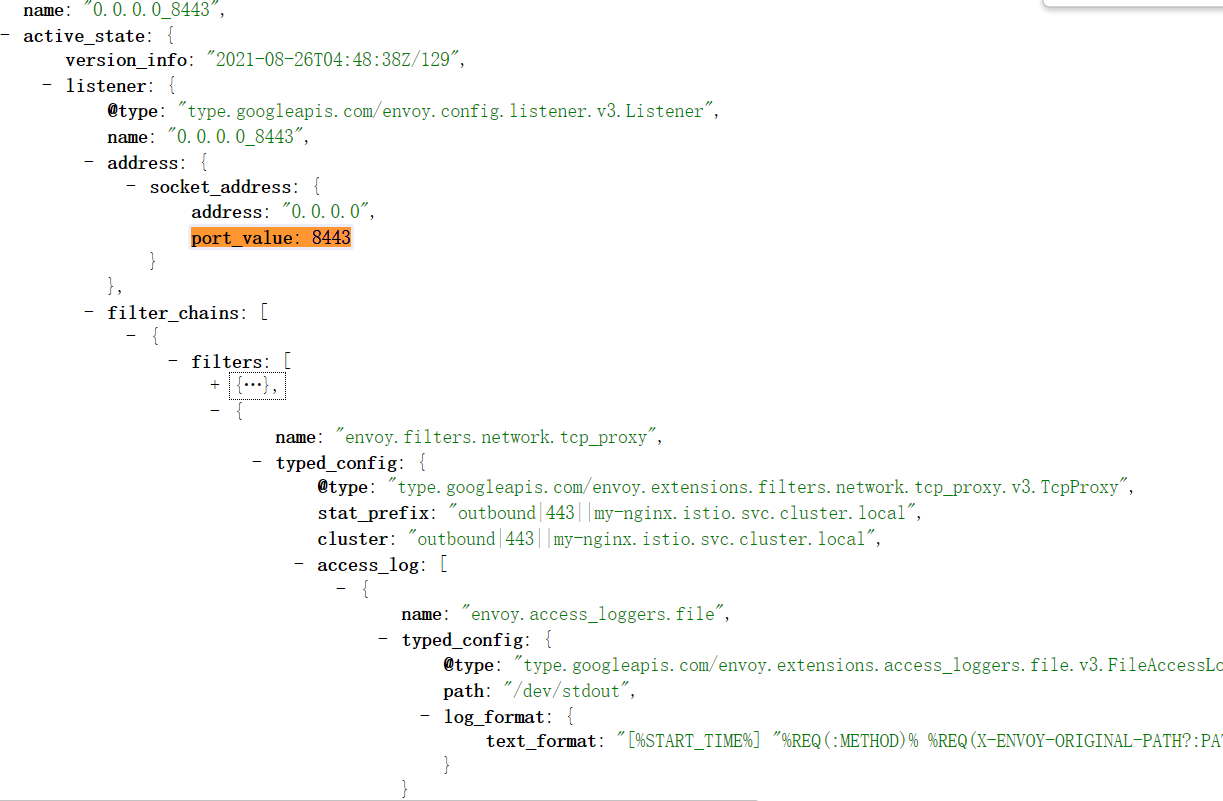 name: "0.0.0.0_8443",
- active_state: {
version_info: "2021-08-26T04:48:38Z/129",
- listener: {
@type: "type.googleapis.com/envoy.config.listener.v3.Listener",
name: "0.0.0.0_8443",
- address: {
- socket_address: {
address: "0.0.0.0",
port_value: 8443
}
},
- filter_chains: [
- {
- filters: [
+ {…},
- {
name: "envoy.filters.network.tcp_proxy",
- typed_config: {
@type: "type.googleapis.com/envoy.extensions.filters.network.tcp_proxy.v3.TcpProxy",
stat_prefix: "outbound|443||my-nginx.istio.svc.cluster.local",
cluster: "outbound|443||my-nginx.istio.svc.cluster.local",
- access_log: [
- {
name: "envoy.access_loggers.file",
- typed_config: {
@type: "type.googleapis.com/envoy.extensions.access_loggers.file.v3.FileAccessLo
path: "/dev/stdout",
- log_format: {
text_format: "[%START_TIME%] "%REQ(:METHOD)% %REQ(X-ENVOY-ORIGINAL-PATH?:PA
}
}